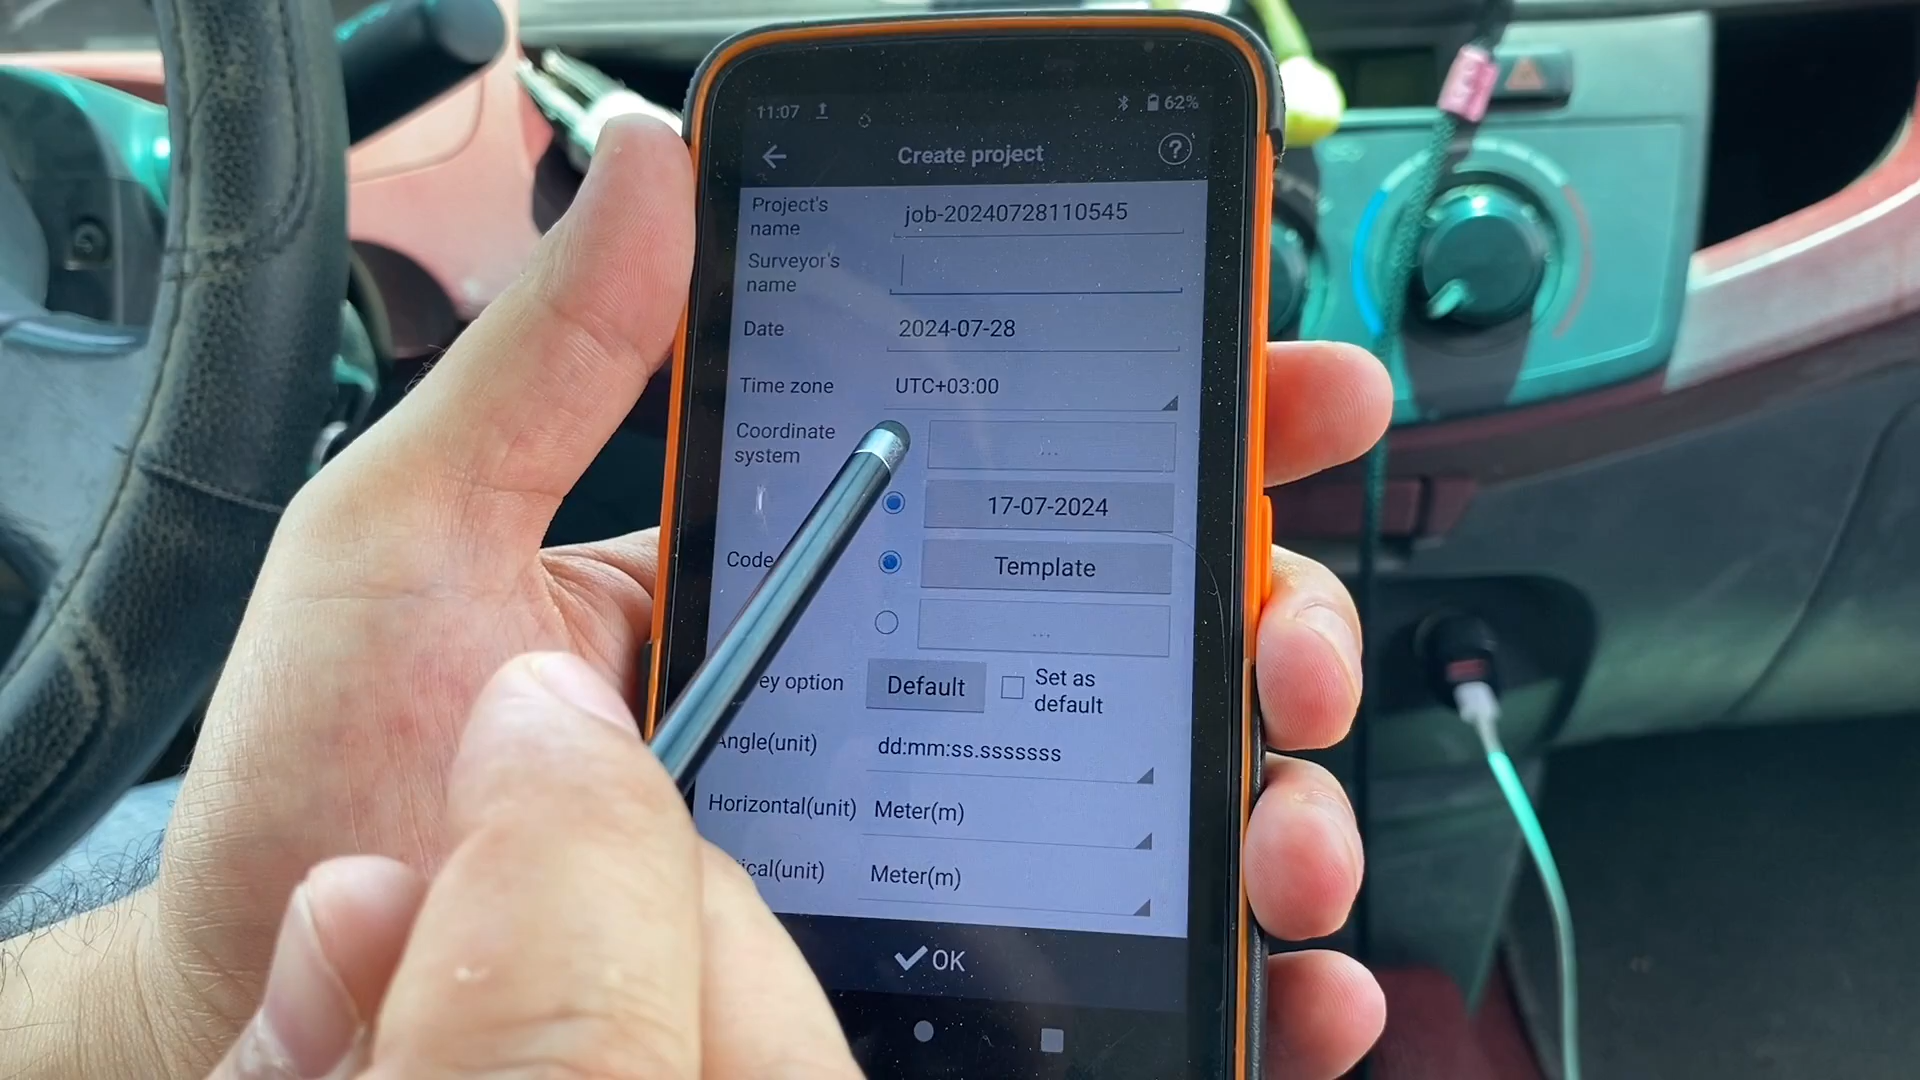 11:07
62%
Create project
?
Project's name
job-20240728110545
Surveyor's name
Date
2024-07-28
Time zone
UTC+03:00
Coordinate system
...
17-07-2024
Code
Template
...
ey option
Default
Set as default
Angle(unit)
dd:mm:ss.sssssss
Horizontal(unit)
Meter(m)
ical(unit)
Meter(m)
OK